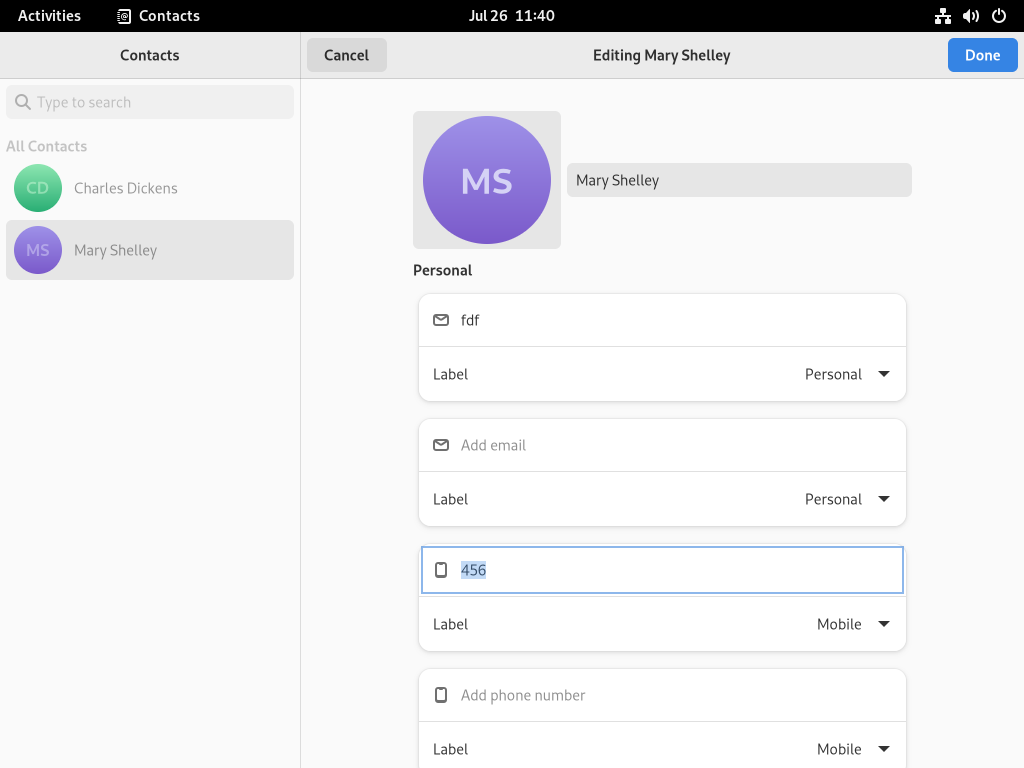 Activities Contacts Jul 26 11:40
Contacts Cancel Editing Mary Shelley Done
Type to search
All Contacts
CD Charles Dickens
MS Mary Shelley
MS Mary Shelley
Personal
fdf
Label Personal
Add email
Label Personal
456
Label Mobile
Add phone number
Label Mobile